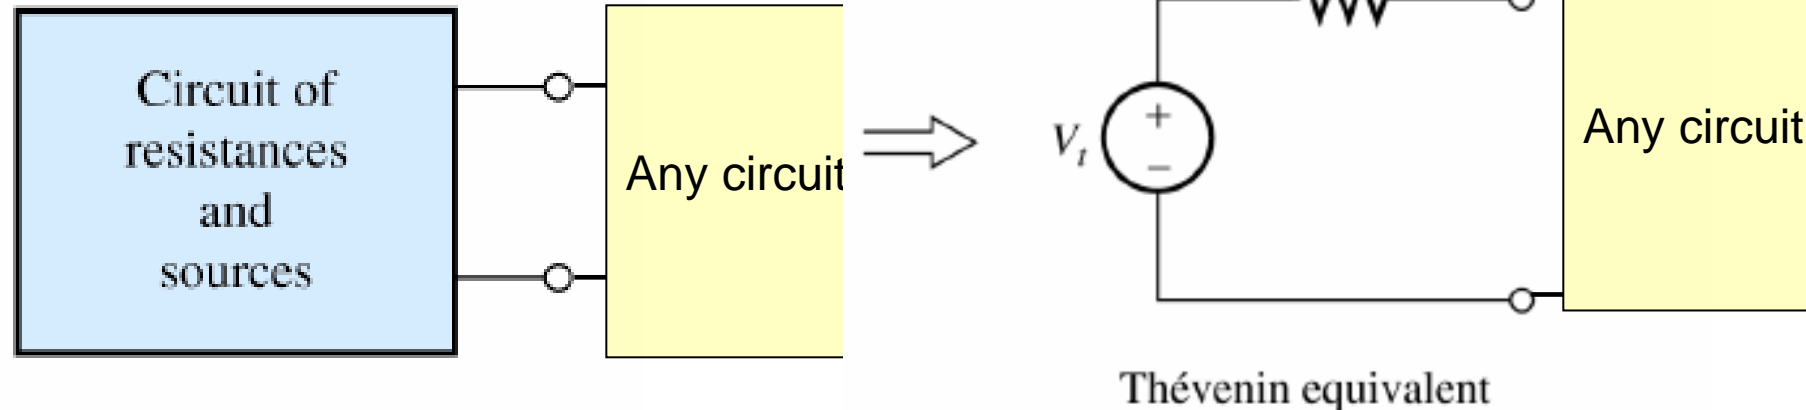 Circuit of
resistances
and
sources
Any circuit
V_t
+
−
Any circuit
Thévenin equivalent